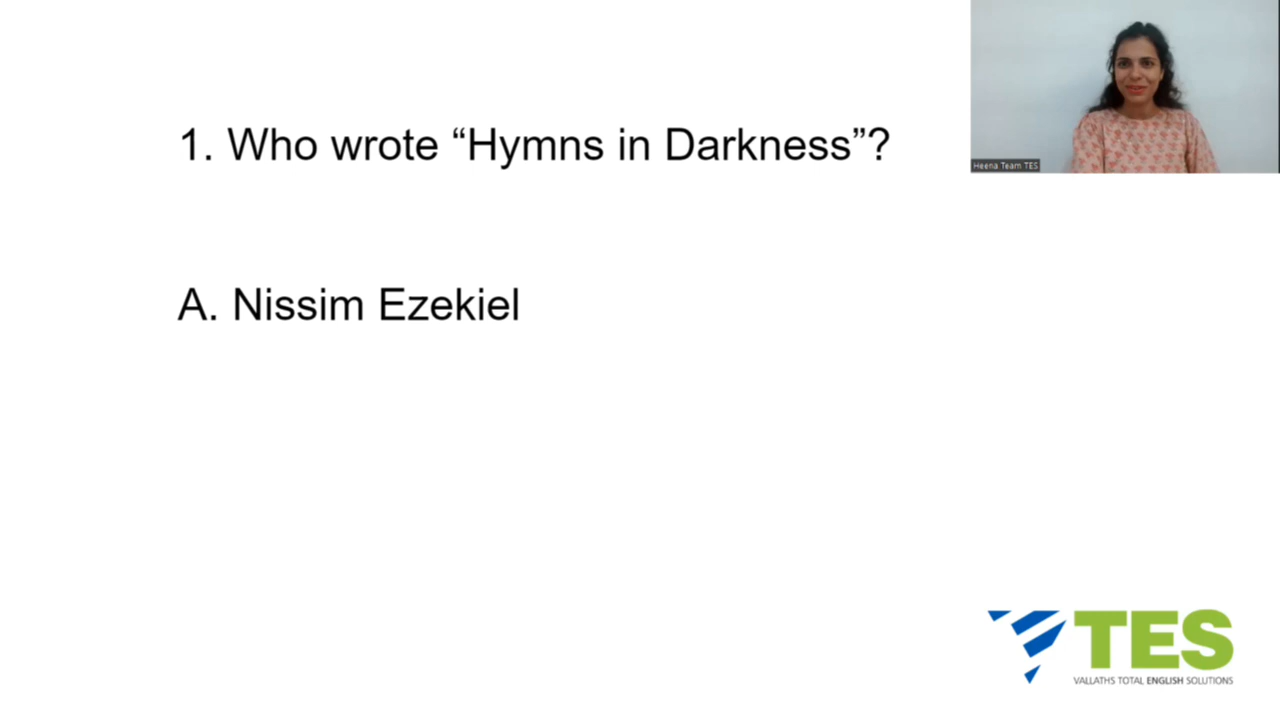 1. Who wrote “Hymns in Darkness”?
Heena Team TES
A. Nissim Ezekiel
TES
VALLATHS TOTAL ENGLISH SOLUTIONS